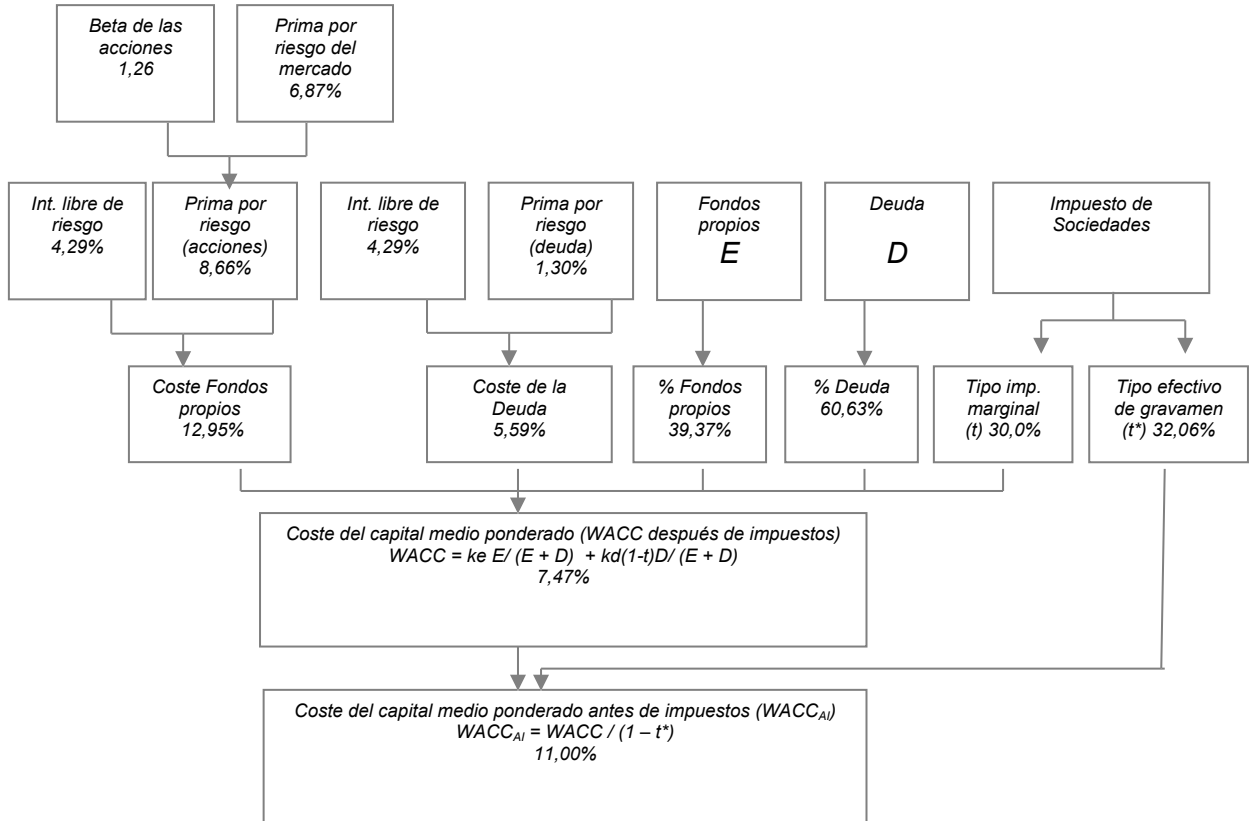 Beta de las
acciones
1,26
Prima por
riesgo del
mercado
6,87%
Int. libre de
riesgo
4,29%
Prima por
riesgo
(acciones)
8,66%
Int. libre de
riesgo
4,29%
Prima por
riesgo
(deuda)
1,30%
Fondos
propios
E
Deuda
D
Impuesto de
Sociedades
Coste Fondos
propios
12,95%
Coste de la
Deuda
5,59%
% Fondos
propios
39,37%
% Deuda
60,63%
Tipo imp.
marginal
(t) 30,0%
Tipo efectivo
de gravamen
(t*) 32,06%
Coste del capital medio ponderado (WACC después de impuestos)
WACC = ke E/ (E + D) + kd(1-t)D/ (E + D)
7,47%
Coste del capital medio ponderado antes de impuestos (WACC_AI)
WACC_AI = WACC / (1 – t*)
11,00%